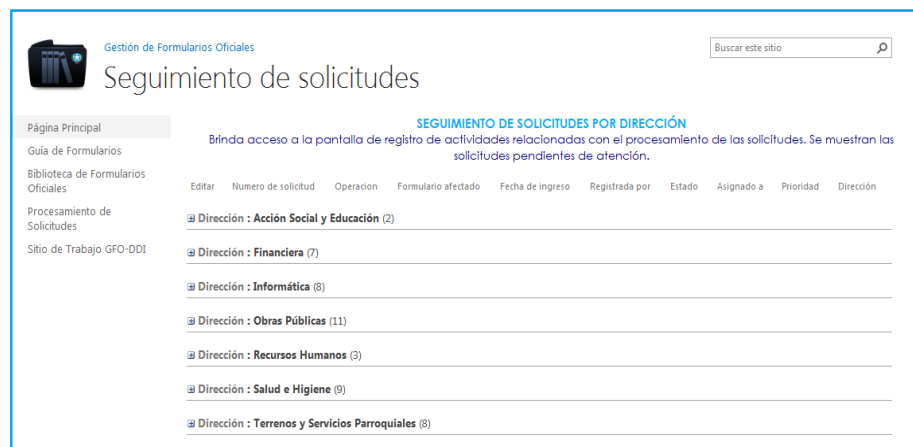 Gestión de Formularios Oficiales
Seguimiento de solicitudes
Buscar este sitio
Página Principal
Guía de Formularios
Biblioteca de Formularios
Oficiales
Procesamiento de
Solicitudes
Sitio de Trabajo GFO-DDI
SEGUIMIENTO DE SOLICITUDES POR DIRECCIÓN
Brinda acceso a la pantalla de registro de actividades relacionadas con el procesamiento de las solicitudes. Se muestran las
solicitudes pendientes de atención.
Editar Numero de solicitud Operacion Formulario afectado Fecha de ingreso Registrada por Estado Asignado a Prioridad Dirección
Dirección : Acción Social y Educación (2)
Dirección : Financiera (7)
Dirección : Informática (8)
Dirección : Obras Públicas (11)
Dirección : Recursos Humanos (3)
Dirección : Salud e Higiene (9)
Dirección : Terrenos y Servicios Parroquiales (8)